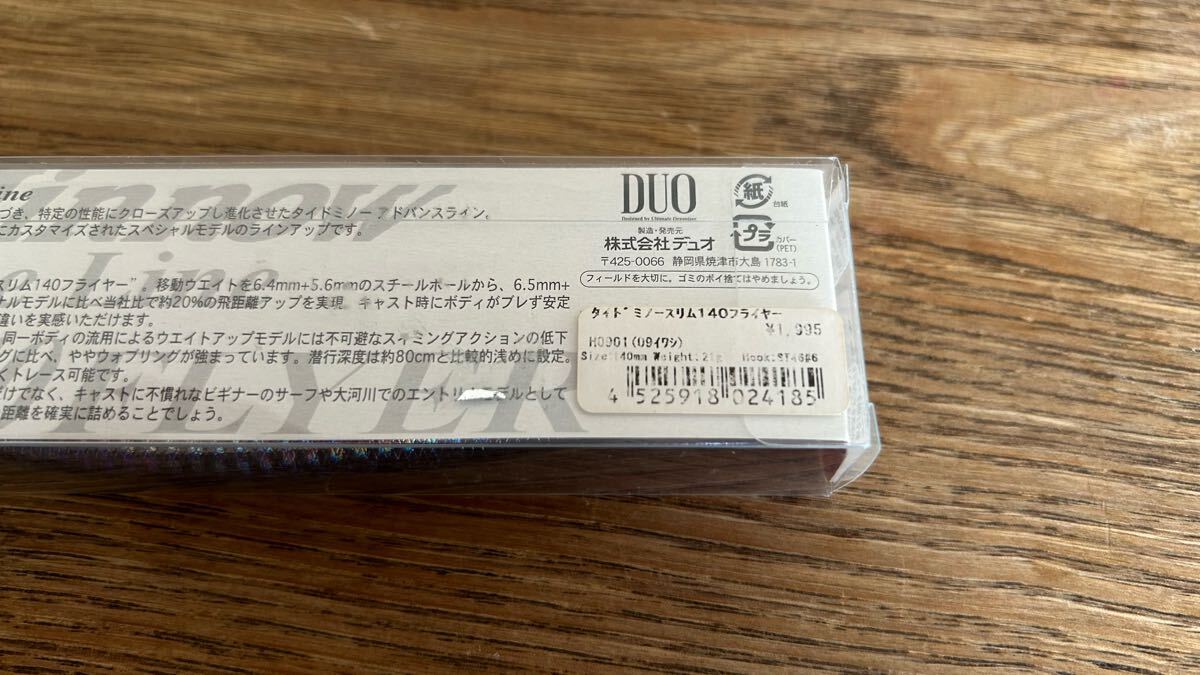 innow
ine
づき、特定の性能にクローズアップし進化させたタイドミノー アドバンスライン。
にカスタマイズされたスペシャルモデルのラインアップです。
e Line
スリム140フライヤー"。移動ウエイトを6.4mm+5.6mmのスチールボールから、6.5mm+
ナルモデルに比べ当社比で約20%の飛距離アップを実現。キャスト時にボディがブレず安定
違いを実感いただけます。
同一ボディの流用によるウエイトアップモデルには不可避なスイミングアクションの低下
グに比べ、ややウォブリングが強まっています。潜行深度は約80cmと比較的浅めに設定。
くトレース可能です。
だけでなく、キャストに不慣れなビギナーのサーフや大河川でのエントリーモデルとして
距離を確実に詰めることでしょう。
FLYER
DUO
Designed by Ultimate Obsession
製造・発売元
株式会社デュオ
〒425-0066 静岡県焼津市大島 1783-1
フィールドを大切に。ゴミのポイ捨てはやめましょう。
紙
台紙
プラ
カバー
(PET)
タイドミノースリム140フライヤー
¥1,995
H0901(09イワシ)
Size:140mm Weight:21g Hook:ST46#6
4 525918 024185